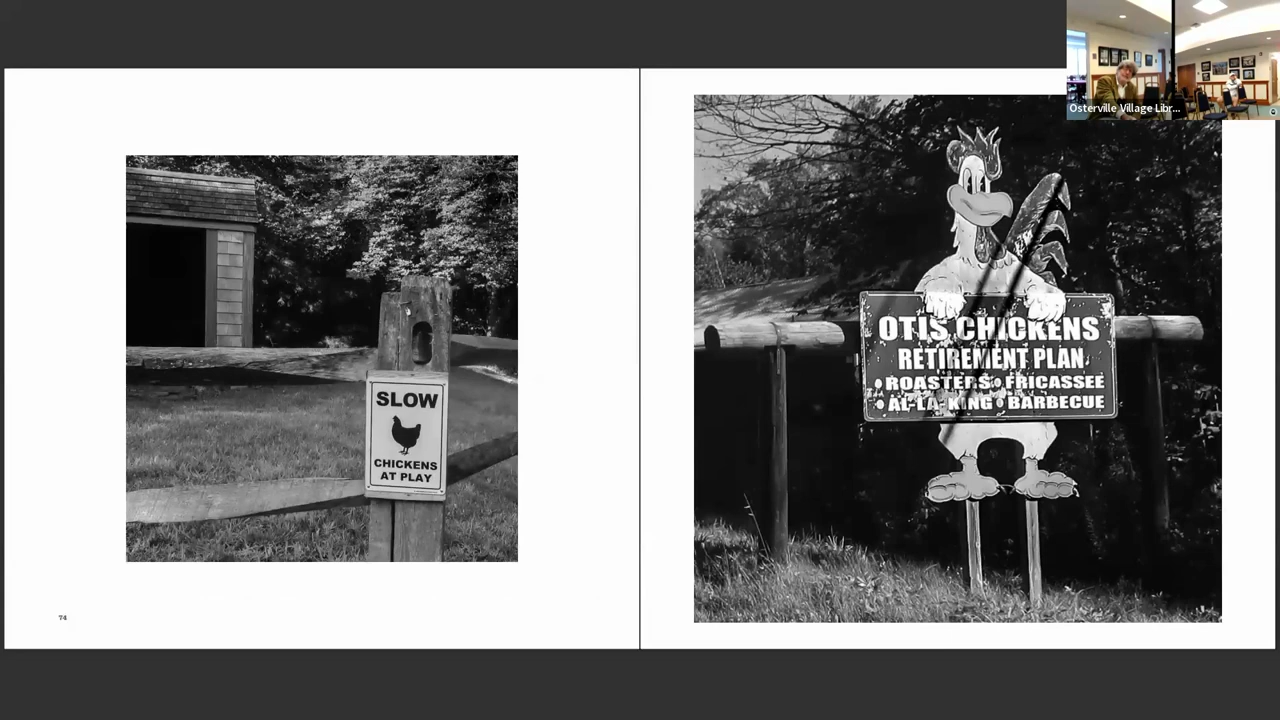 Osterville Village Libr...
SLOW
CHICKENS
AT PLAY
OTIS CHICKENS
RETIREMENT PLAN
• ROASTERS • FRICASSEE
• AL-LA-KING • BARBECUE
74